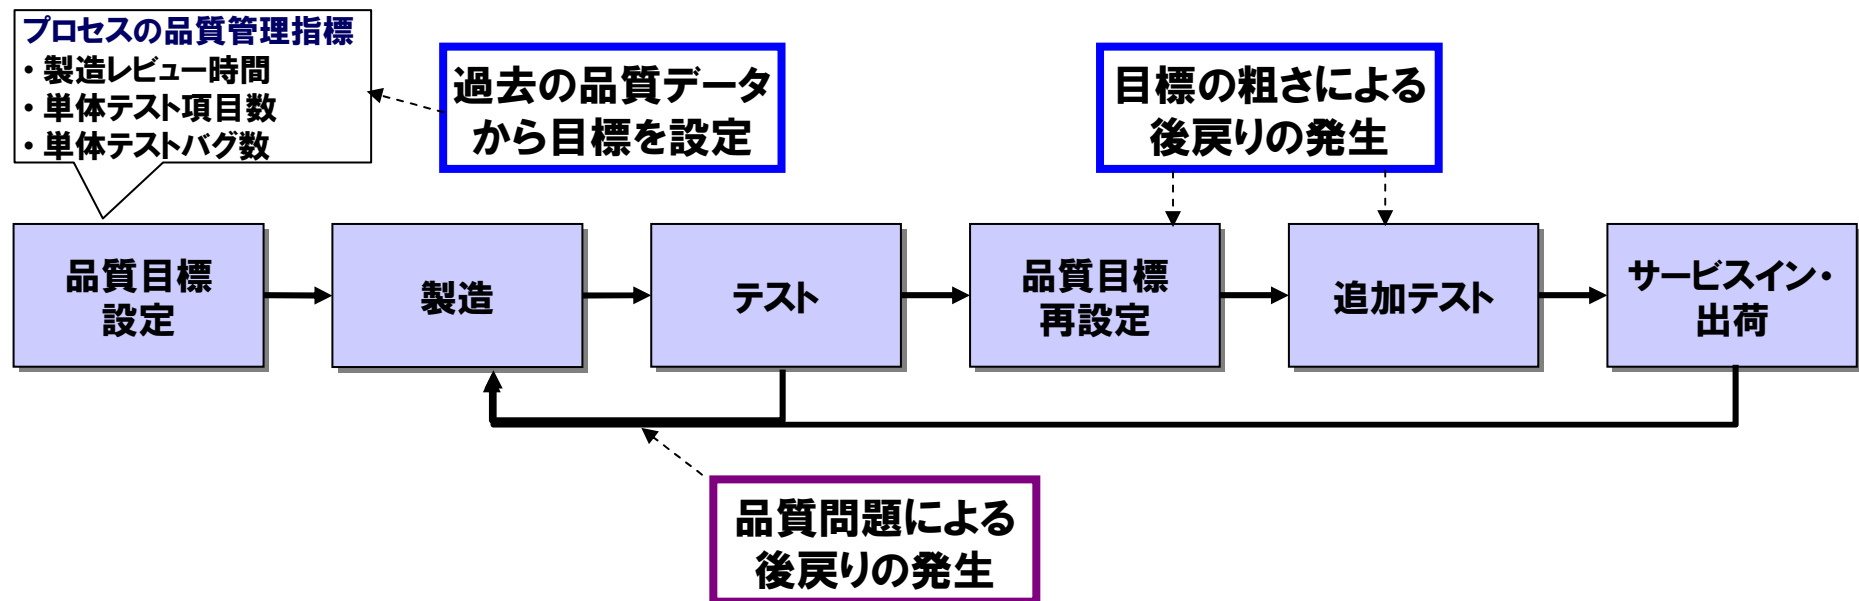 プロセスの品質管理指標
・製造レビュー時間
・単体テスト項目数
・単体テストバグ数
過去の品質データ
から目標を設定
目標の粗さによる
後戻りの発生
品質目標
設定
製造
テスト
品質目標
再設定
追加テスト
サービスイン・
出荷
品質問題による
後戻りの発生